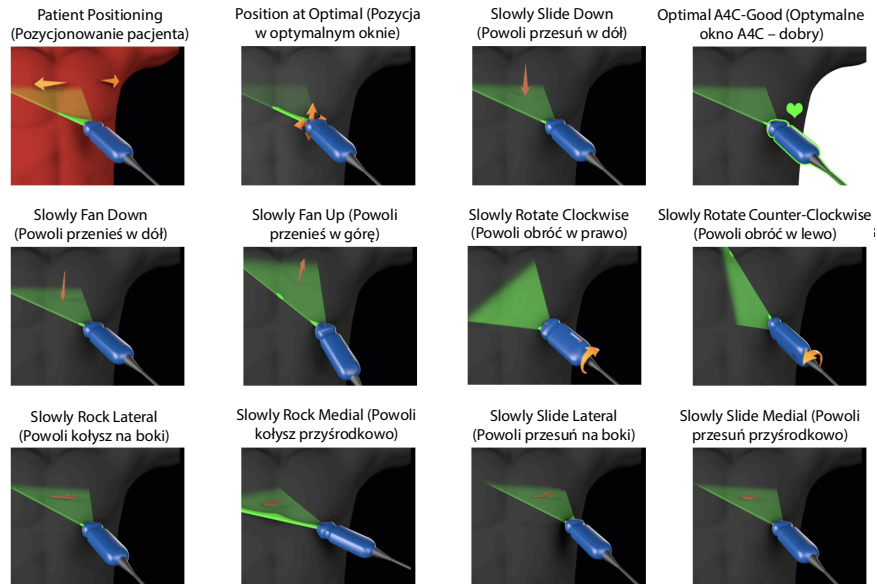 Patient Positioning
(Pozycjonowanie pacjenta)
Position at Optimal (Pozycja
w optymalnym oknie)
Slowly Slide Down
(Powoli przesuń w dół)
Optimal A4C-Good (Optymalne
okno A4C – dobry)
Slowly Fan Down
(Powoli przenieś w dół)
Slowly Fan Up (Powoli
przenieś w górę)
Slowly Rotate Clockwise
(Powoli obróć w prawo)
Slowly Rotate Counter-Clockwise
(Powoli obróć w lewo)
Slowly Rock Lateral
(Powoli kołysz na boki)
Slowly Rock Medial (Powoli
kołysz przyśrodkowo)
Slowly Slide Lateral
(Powoli przesuń na boki)
Slowly Slide Medial (Powoli
przesuń przyśrodkowo)